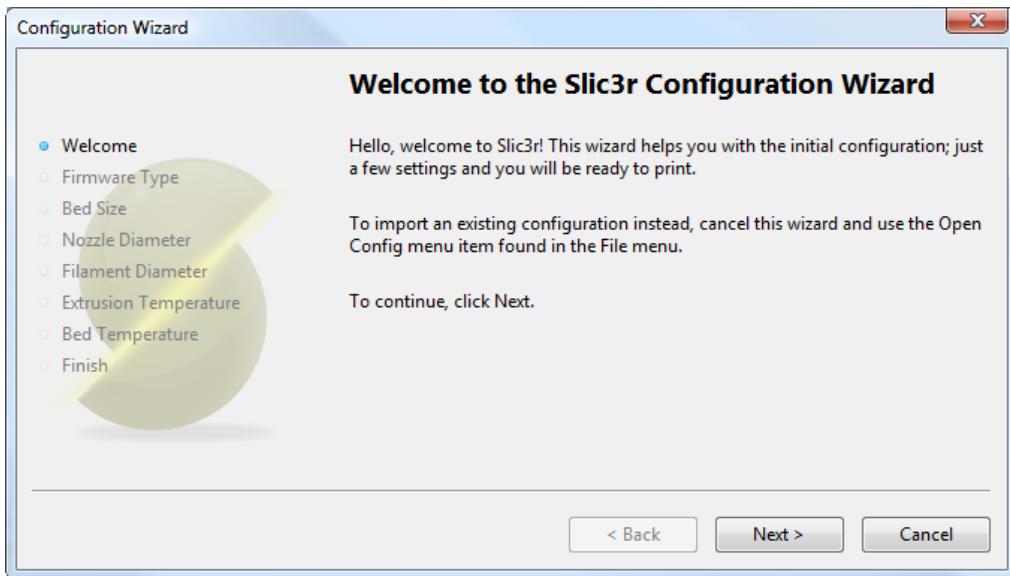 Configuration Wizard
Welcome to the Slic3r Configuration Wizard
Welcome
Firmware Type
Bed Size
Nozzle Diameter
Filament Diameter
Extrusion Temperature
Bed Temperature
Finish
Hello, welcome to Slic3r! This wizard helps you with the initial configuration; just
a few settings and you will be ready to print.
To import an existing configuration instead, cancel this wizard and use the Open
Config menu item found in the File menu.
To continue, click Next.
< Back
Next >
Cancel